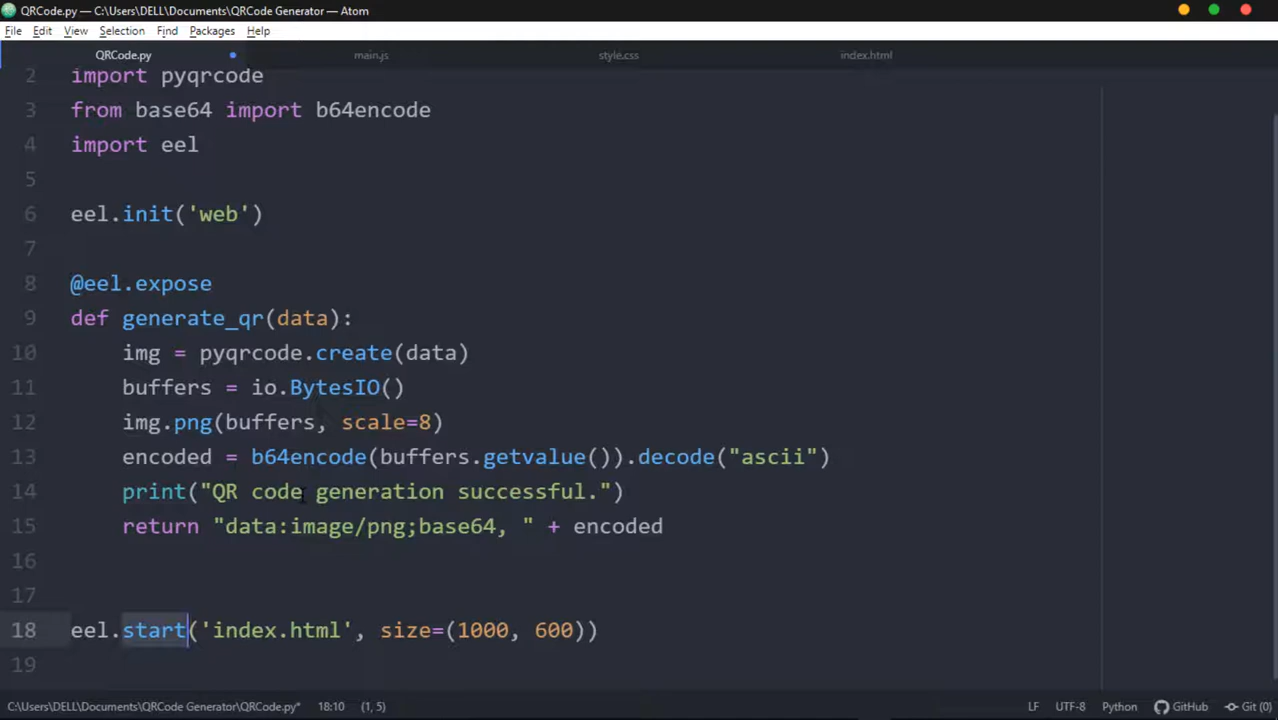 QRCode.py — C:\Users\DELL\Documents\QRCode Generator — Atom
File Edit View Selection Find Packages Help
QRCode.py main.js style.css index.html
2 import pyqrcode
3 from base64 import b64encode
4 import eel
5
6 eel.init('web')
7
8 @eel.expose
9 def generate_qr(data):
10 img = pyqrcode.create(data)
11 buffers = io.BytesIO()
12 img.png(buffers, scale=8)
13 encoded = b64encode(buffers.getvalue()).decode("ascii")
14 print("QR code generation successful.")
15 return "data:image/png;base64, " + encoded
16
17
18 eel.start('index.html', size=(1000, 600))
19
C:\Users\DELL\Documents\QRCode Generator\QRCode.py* 18:10 (1, 5) LF UTF-8 Python GitHub Git (0)